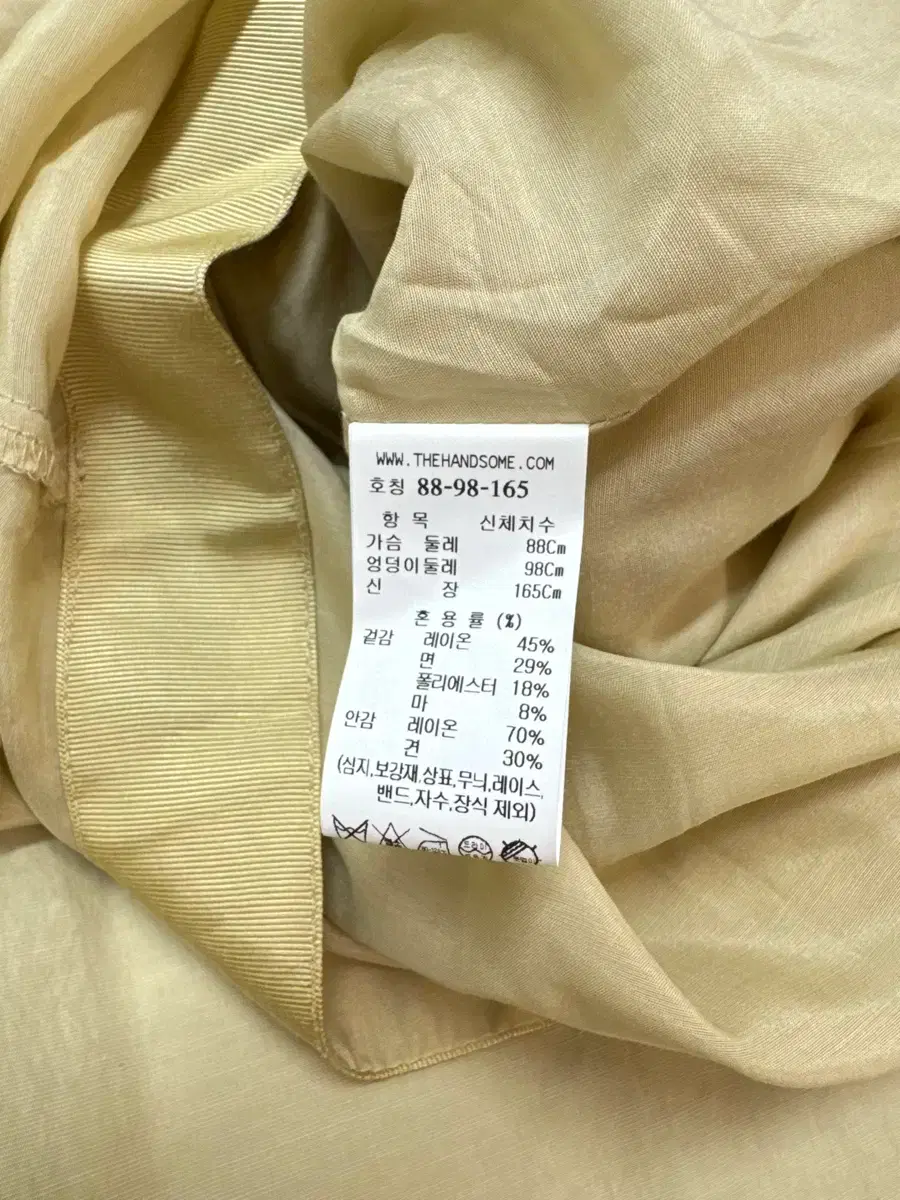 WWW.THEHANDSOME.COM
호칭 88-98-165
항 목 신체치수
가슴 둘레 88Cm
엉덩이둘레 98Cm
신 장 165Cm
혼 용 률 (%)
겉감 레이온 45%
면 29%
폴리에스터 18%
마 8%
안감 레이온 70%
견 30%
(심지,보강재,상표,무늬,레이스,
밴드,자수,장식 제외)
드라이